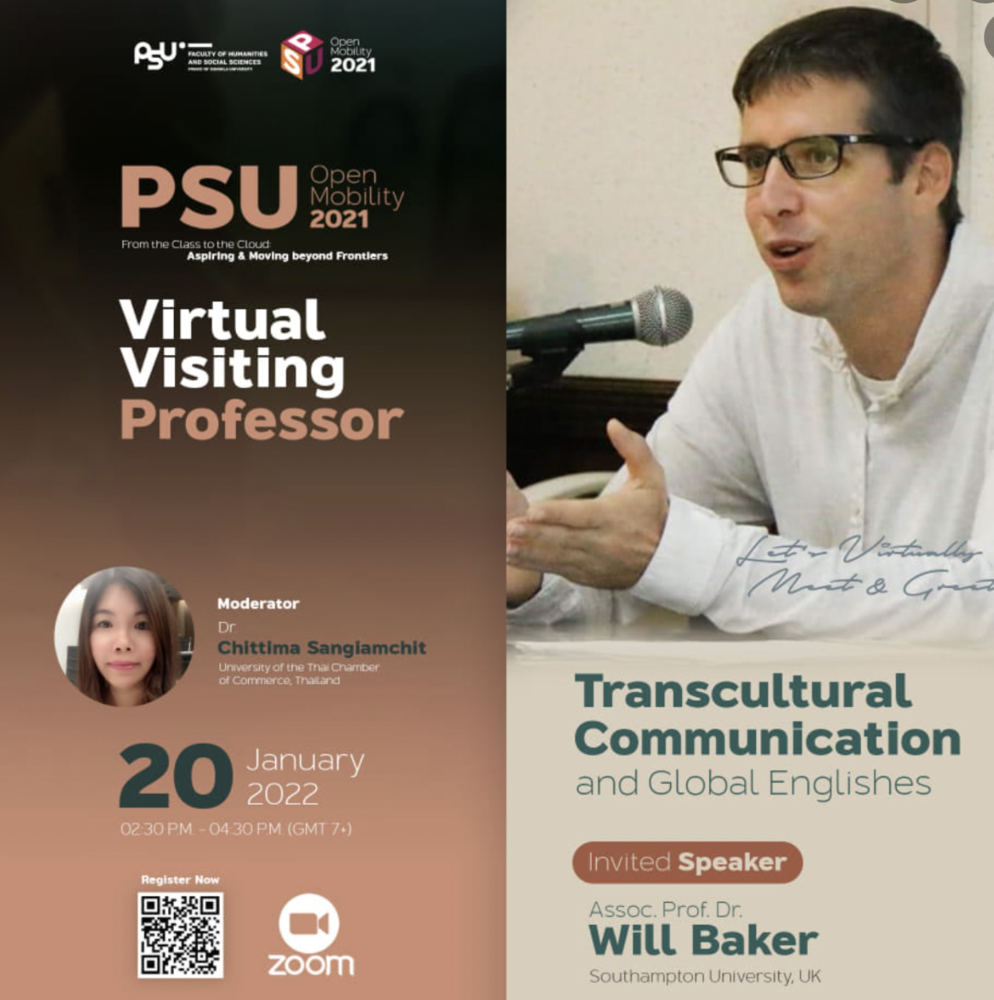 PSU
FACULTY OF HUMANITIES
AND SOCIAL SCIENCES
PRINCE OF SONGKLA UNIVERSITY
PSU
Open
Mobility
2021
PSU
Open
Mobility
2021
From the Class to the Cloud:
Aspiring & Moving beyond Frontiers
Virtual
Visiting
Professor
Moderator
Dr.
Chittima Sangiamchit
University of the Thai Chamber
of Commerce, Thailand
20
January
2022
02:30 P.M. - 04:30 P.M. (GMT 7+)
Register Now
zoom
Let's Virtually
Meet & Greet
Transcultural
Communication
and Global Englishes
Invited Speaker
Assoc. Prof. Dr.
Will Baker
Southampton University, UK